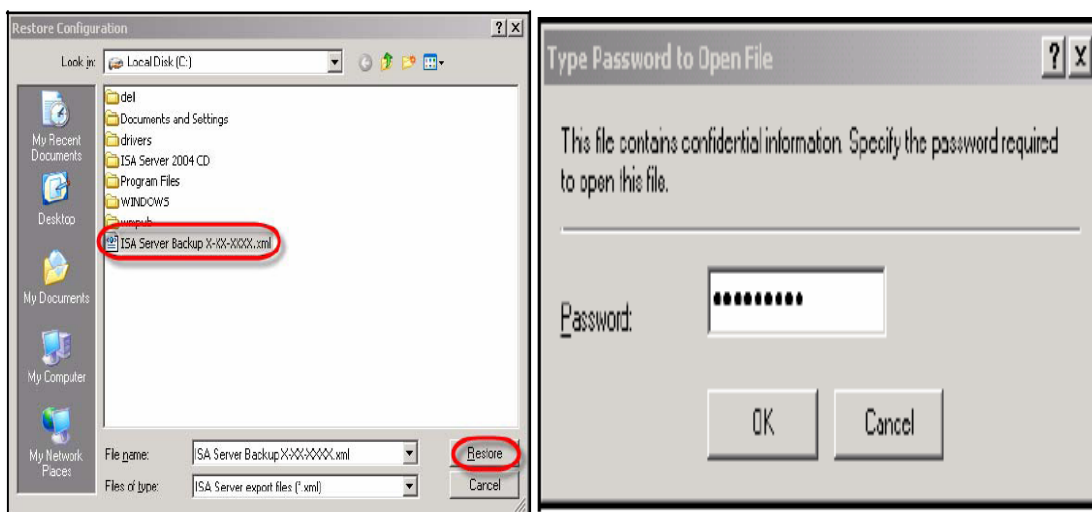 Restore Configuration
Look in:
Local Disk (C:)
My Recent
Documents
Desktop
My Documents
My Computer
My Network
Places
del
Documents and Settings
drivers
ISA Server 2004 CD
Program Files
WINDOWS
wmpub
ISA Server Backup X-XX-XXXX.xml
File name:
ISA Server Backup X-XX-XXXX.xml
Restore
Files of type:
ISA Server export files (*.xml)
Cancel
Type Password to Open File
This file contains confidential information. Specify the password required
to open this file.
Password:
•••••••••
OK
Cancel